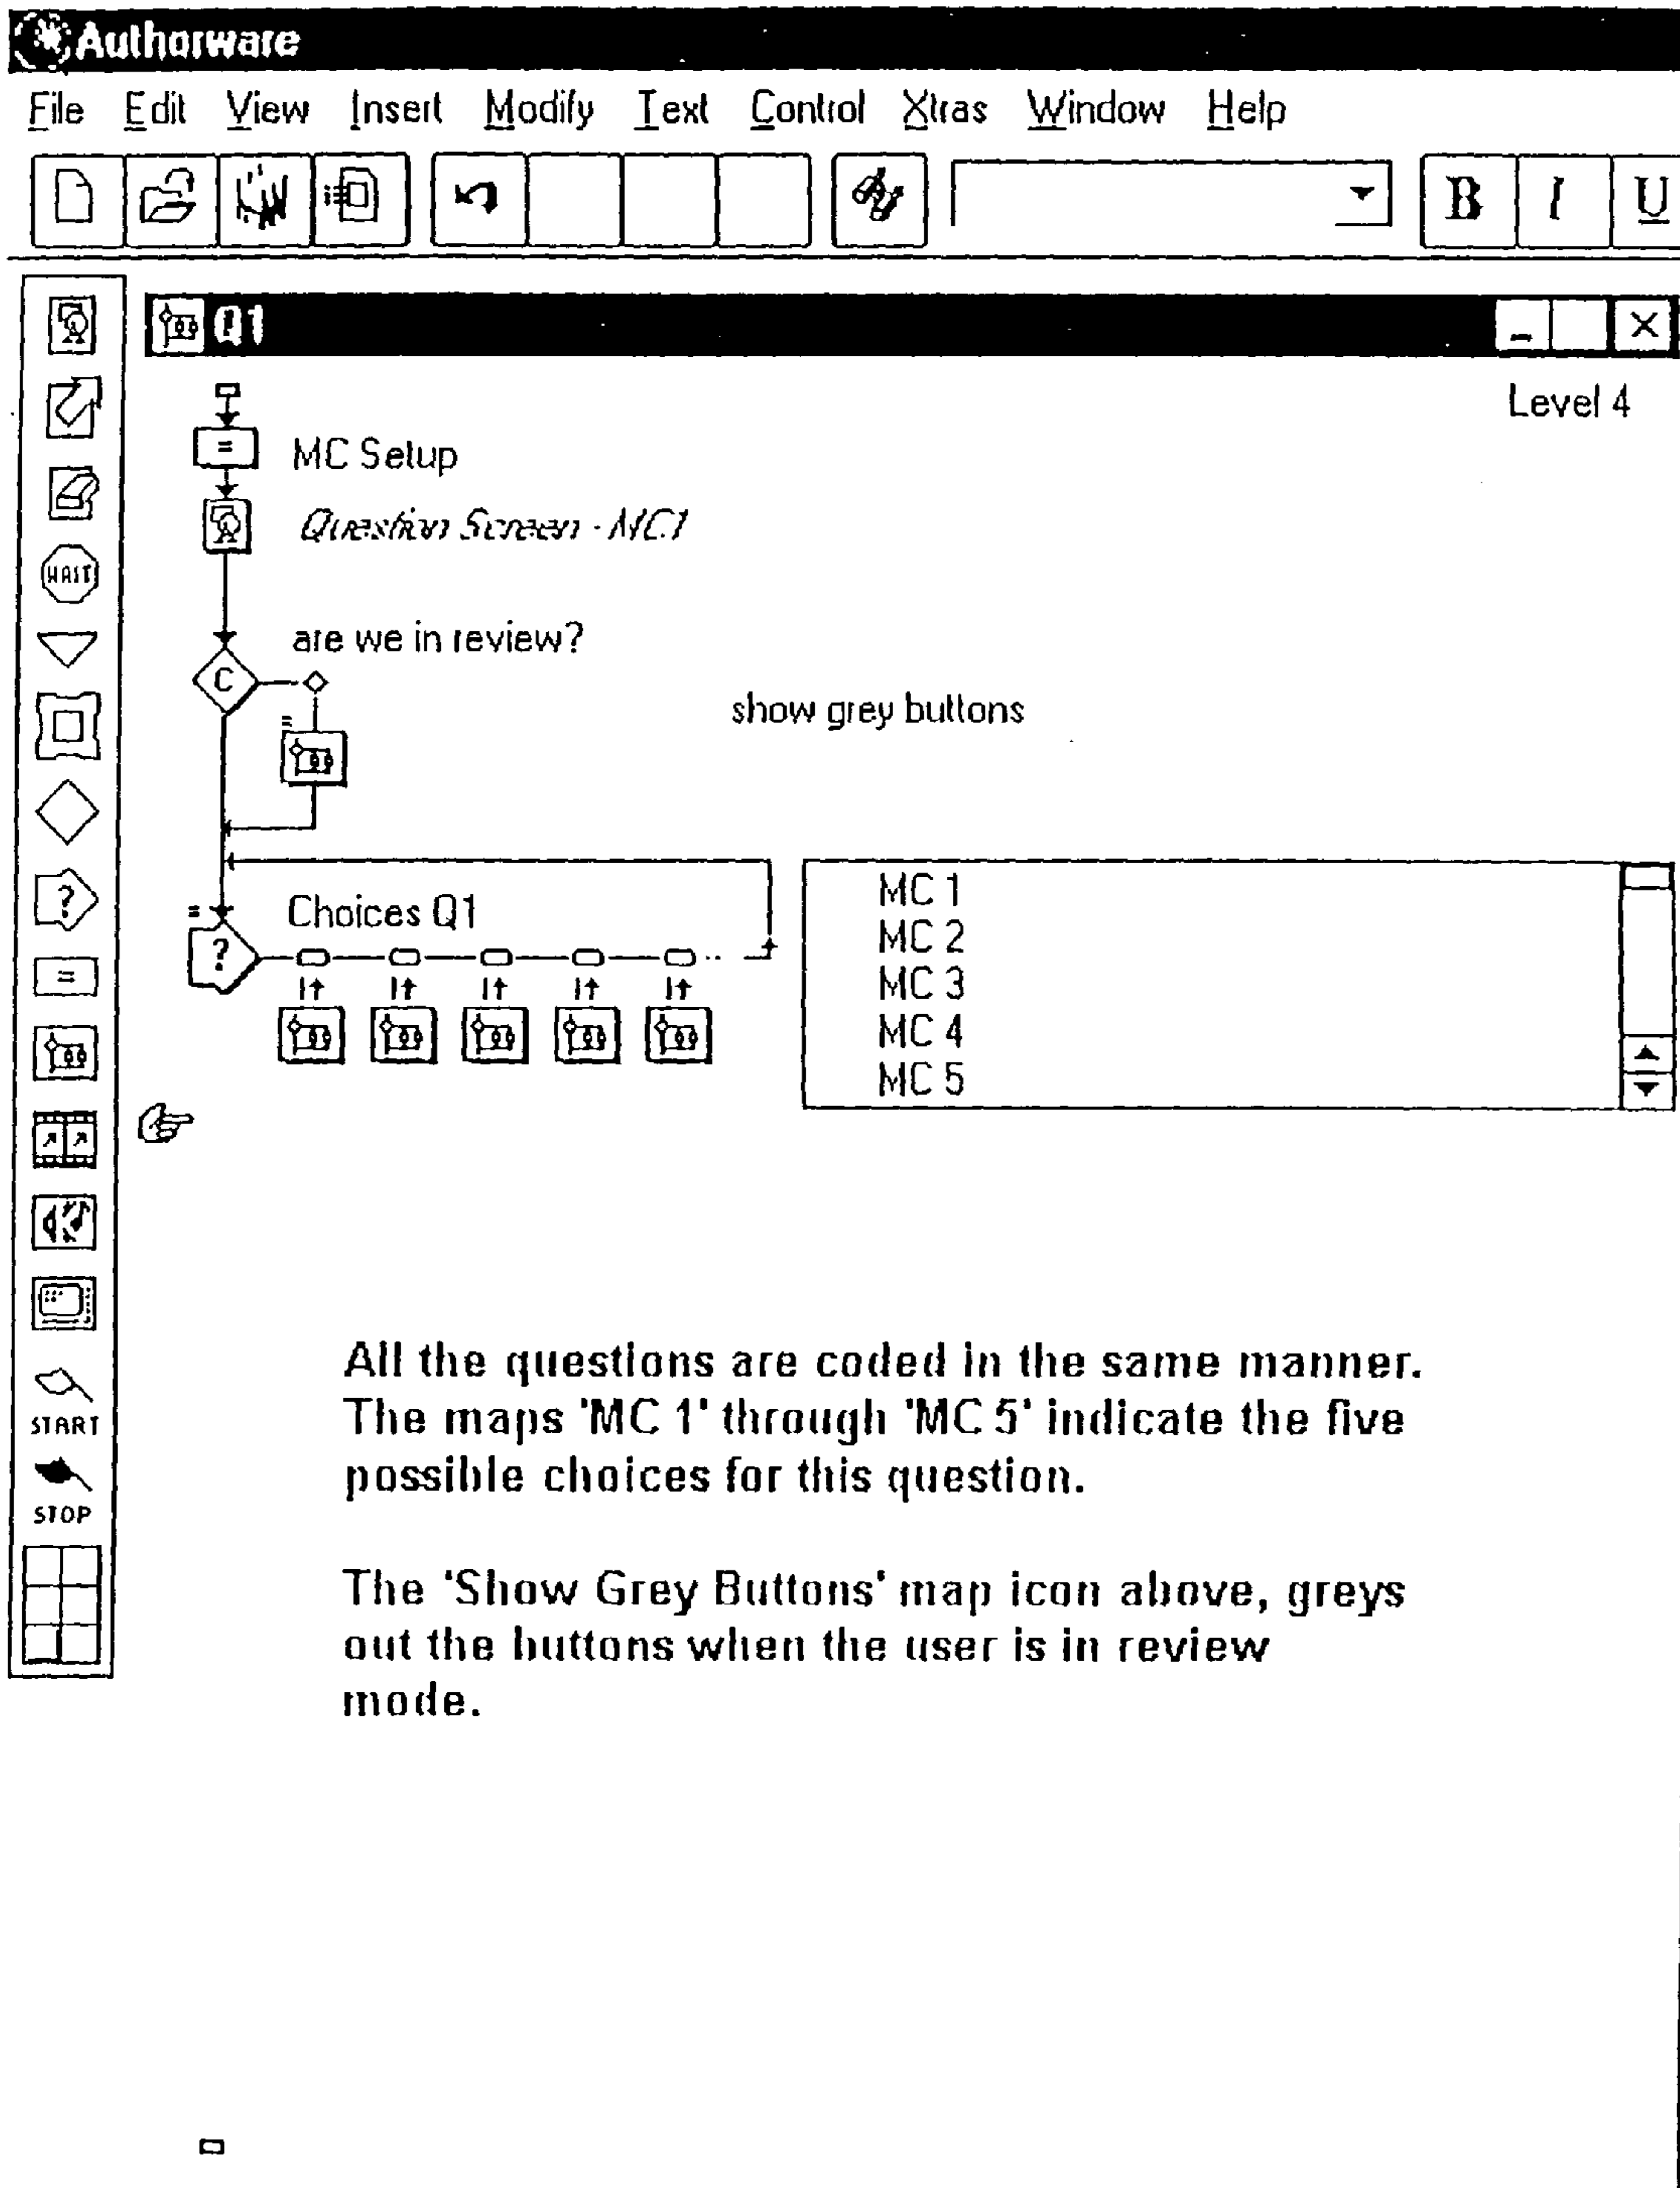 Authorware
File Edit View Insert Modify Text Control Xtras Window Help
B I U
Q1
Level 4
= MC Setup
Question Screen - MC1
WAIT
are we in review?
C
show grey buttons
=
MC 1
= Choices Q1
MC 2
? ?
MC 3
=
MC 4
MC 5
All the questions are coded in the same manner.
The maps 'MC 1' through 'MC 5' indicate the five
START
possible choices for this question.
STOP
The 'Show Grey Buttons' map icon above, greys
out the buttons when the user is in review
mode.